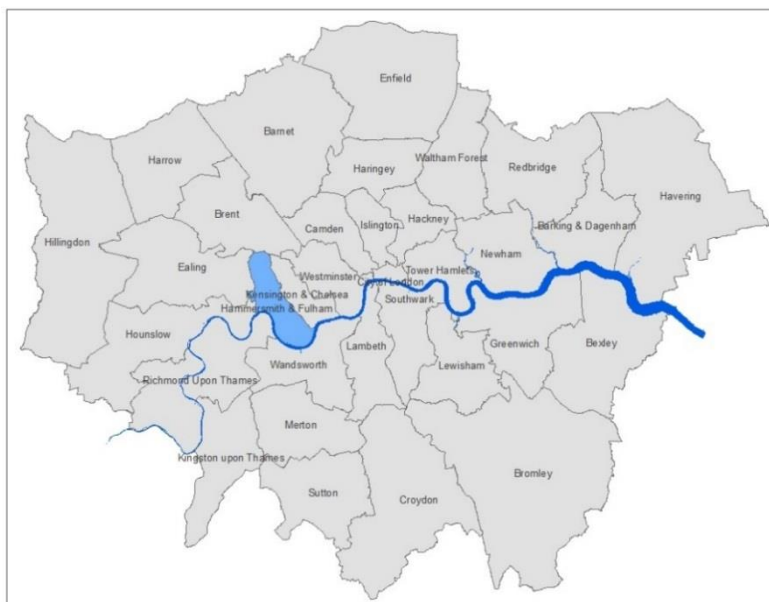 Enfield
Barnet
Harrow
Haringey
Waltham Forest
Redbridge
Havering
Brent
Camden
Islington
Hackney
Barking & Dagenham
Hillingdon
Ealing
Westminster
Tower Hamlets
Newham
City of London
Kensington & Chelsea
Southwark
Hammersmith & Fulham
Hounslow
Wandsworth
Lambeth
Lewisham
Greenwich
Bexley
Richmond Upon Thames
Merton
Kingston upon Thames
Sutton
Croydon
Bromley